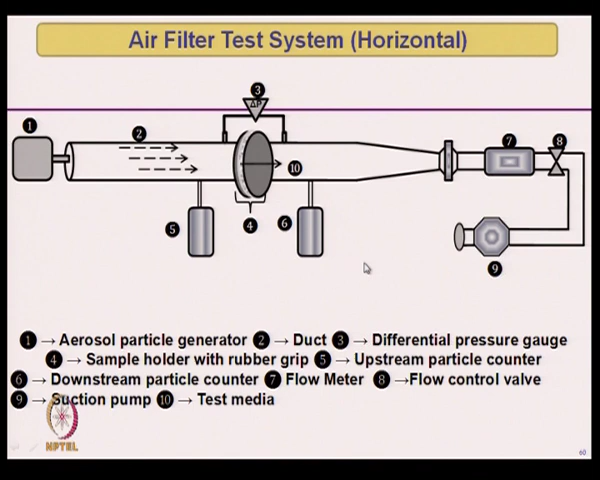 Air Filter Test System (Horizontal)
3
ΔP
1
2
7
8
10
5
4
6
9
1 → Aerosol particle generator 2 → Duct 3 → Differential pressure gauge
4 → Sample holder with rubber grip 5 → Upstream particle counter
6 → Downstream particle counter 7 Flow Meter 8 →Flow control valve
9 → Suction pump 10 → Test media
NPTEL
60